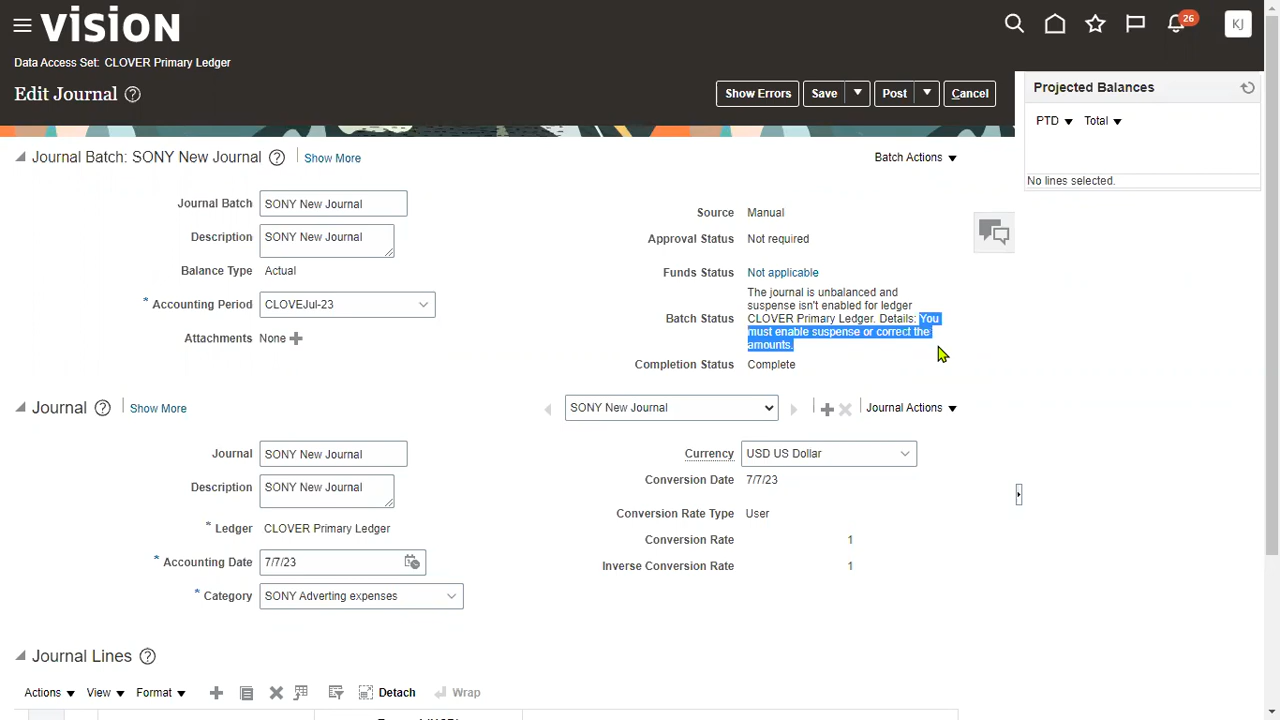 vision
26
KJ
Data Access Set: CLOVER Primary Ledger
Edit Journal
Show Errors
Save
Post
Cancel
Projected Balances
PTD
Total
No lines selected.
Journal Batch: SONY New Journal
Show More
Batch Actions
Journal Batch SONY New Journal
Description SONY New Journal
Balance Type Actual
* Accounting Period CLOVEJul-23
Attachments None
Source Manual
Approval Status Not required
Funds Status Not applicable
The journal is unbalanced and
suspense isn't enabled for ledger
Batch Status CLOVER Primary Ledger. Details: You
must enable suspense or correct the
amounts.
Completion Status Complete
Journal
Show More
SONY New Journal
Journal Actions
Journal SONY New Journal
Description SONY New Journal
* Ledger CLOVER Primary Ledger
* Accounting Date 7/7/23
* Category SONY Adverting expenses
Currency USD US Dollar
Conversion Date 7/7/23
Conversion Rate Type User
Conversion Rate 1
Inverse Conversion Rate 1
Journal Lines
Actions
View
Format
Detach
Wrap